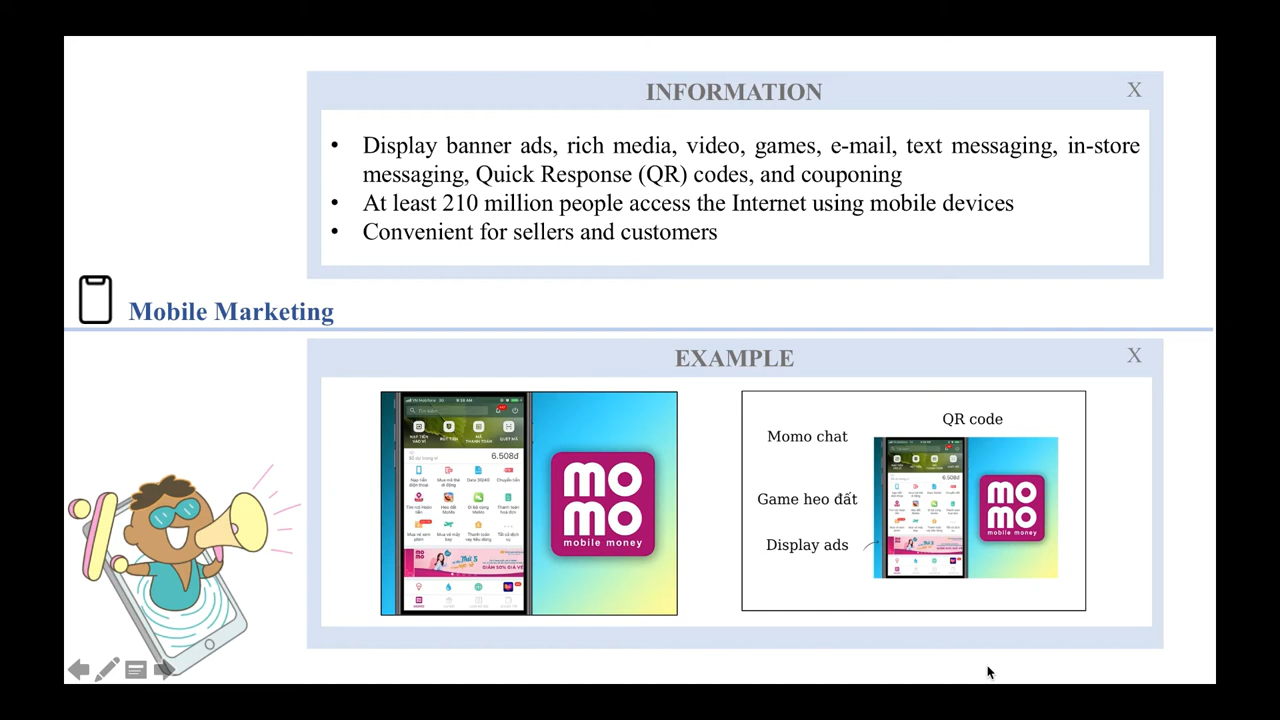 INFORMATION
X
• Display banner ads, rich media, video, games, e-mail, text messaging, in-store
messaging, Quick Response (QR) codes, and couponing
• At least 210 million people access the Internet using mobile devices
• Convenient for sellers and customers
Mobile Marketing
EXAMPLE
X
6.508đ
mo
mo
mobile money
QR code
Momo chat
Game heo đất
Display ads
6.508đ
mo
mo
mobile money